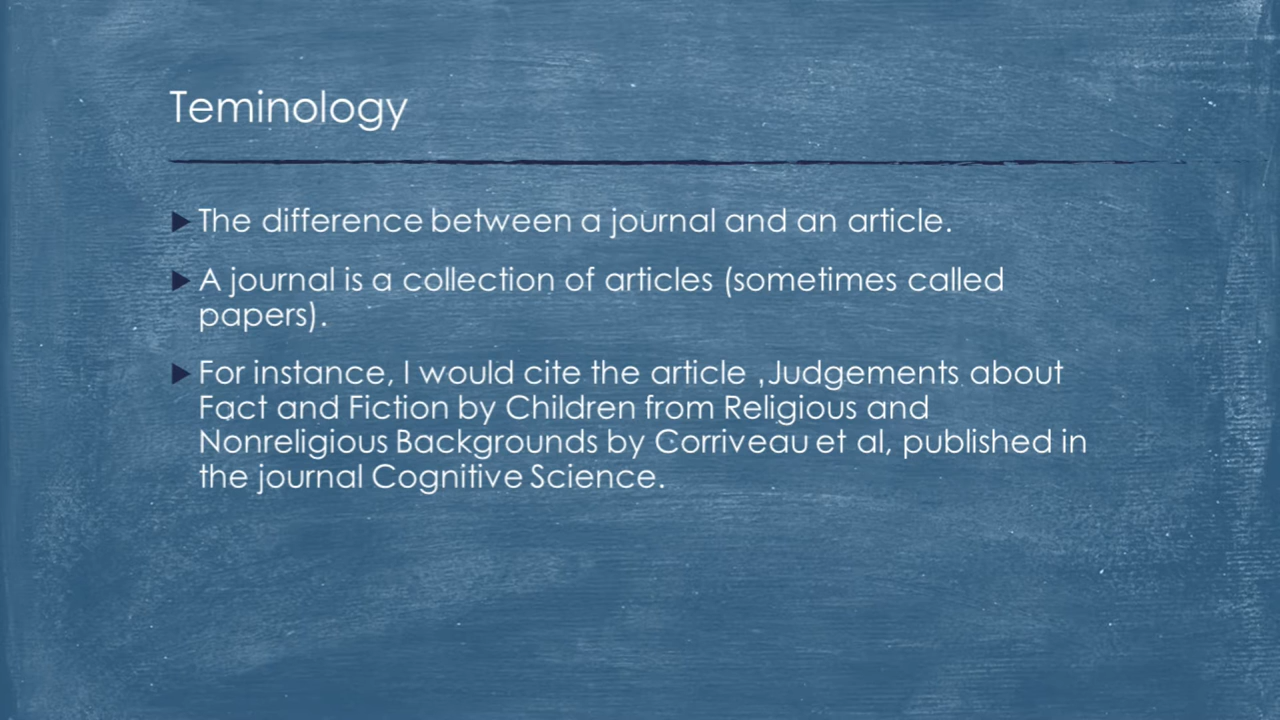 Teminology
The difference between a journal and an article.
A journal is a collection of articles (sometimes called
papers).
For instance, I would cite the article ,Judgements about
Fact and Fiction by Children from Religious and
Nonreligious Backgrounds by Corriveau et al, published in
the journal Cognitive Science.